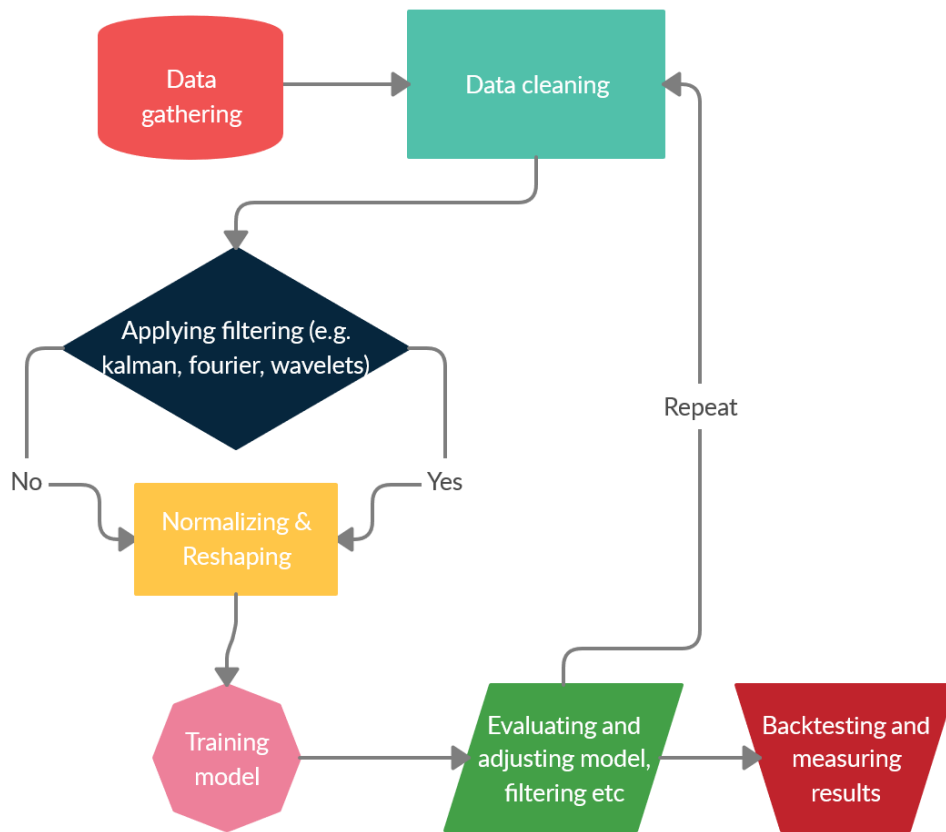 Data
gathering
Data cleaning
Applying filtering (e.g.
kalman, fourier, wavelets)
Repeat
No
Yes
Normalizing &
Reshaping
Training
model
Evaluating and
adjusting model,
filtering etc
Backtesting and
measuring
results